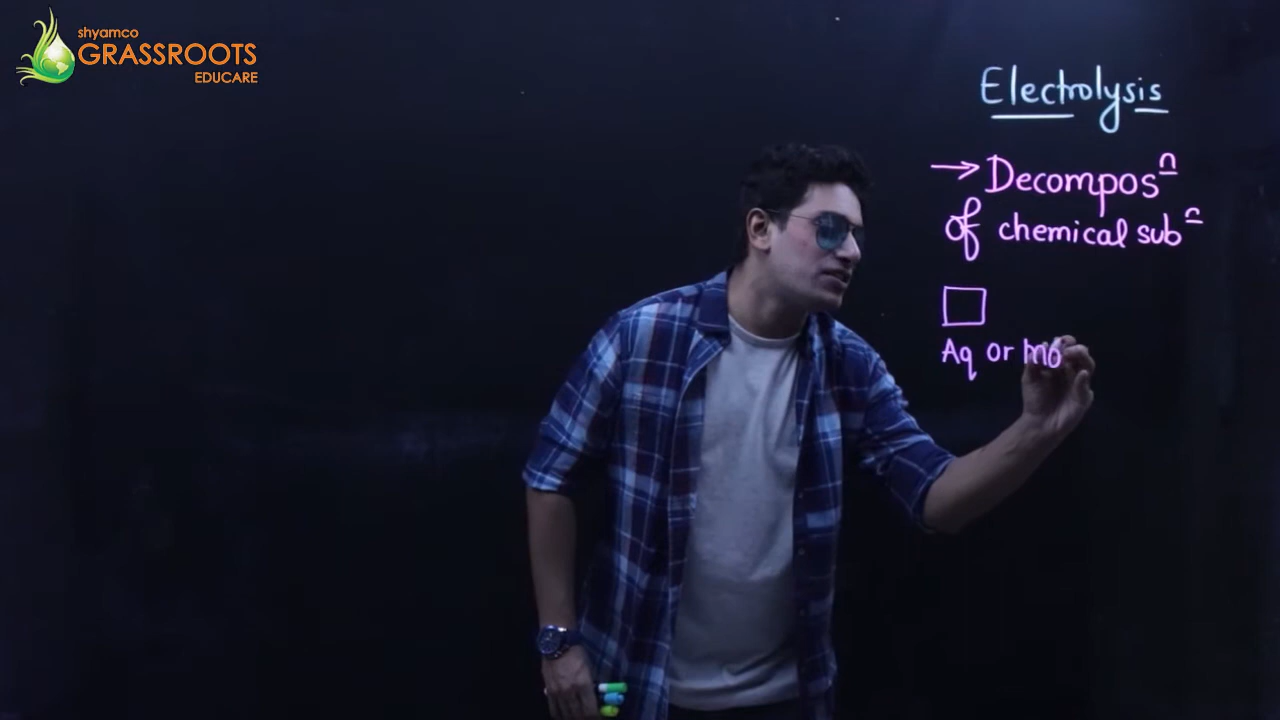 shyamco
GRASSROOTS
EDUCARE
Electrolysis
→ Decomposⁿ
of chemical subⁿ
Aq or mo